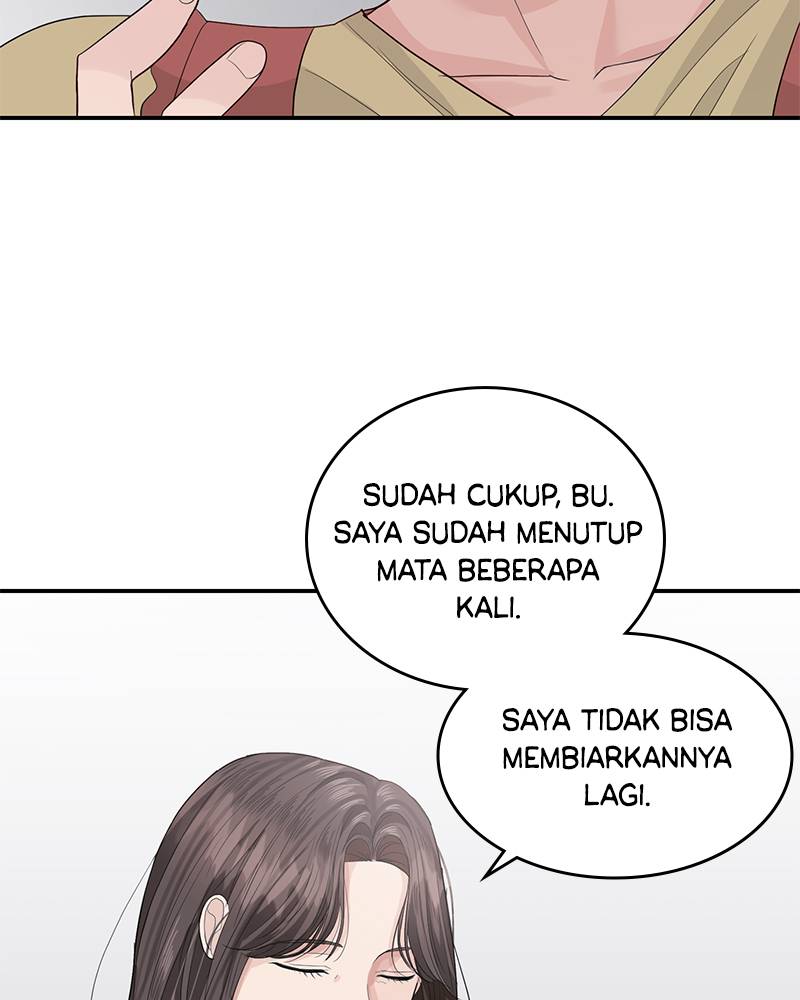 SUDAH CUKUP, BU.
SAYA SUDAH MENUTUP
MATA BEBERAPA
KALI.
SAYA TIDAK BISA
MEMBIARKANNYA
LAGI.